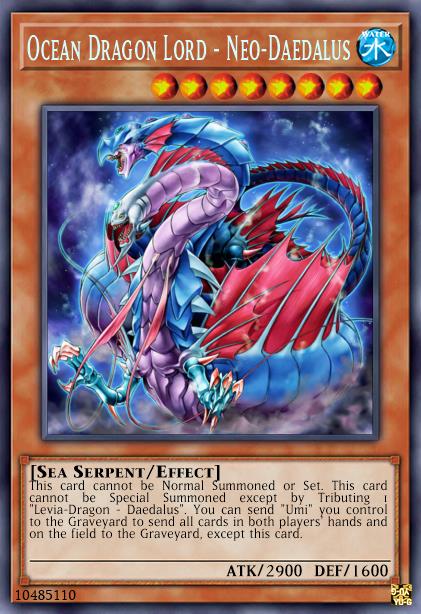 Ocean Dragon Lord - Neo-Daedalus
WATER
水
[Sea Serpent/Effect]
This card cannot be Normal Summoned or Set. This card
cannot be Special Summoned except by Tributing 1
"Levia-Dragon - Daedalus". You can send "Umi" you control
to the Graveyard to send all cards in both players' hands and
on the field to the Graveyard, except this card.
ATK/2900 DEF/1600
10485110